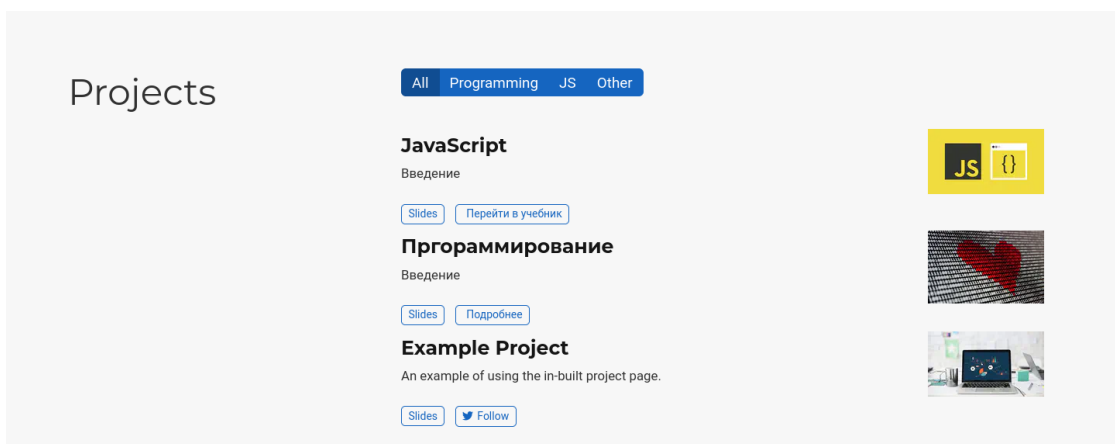 Projects
All Programming JS Other
JavaScript
Введение
Slides Перейти в учебник
JS {}
Пргораммирование
Введение
Slides Подробнее
Example Project
An example of using the in-built project page.
Slides Follow